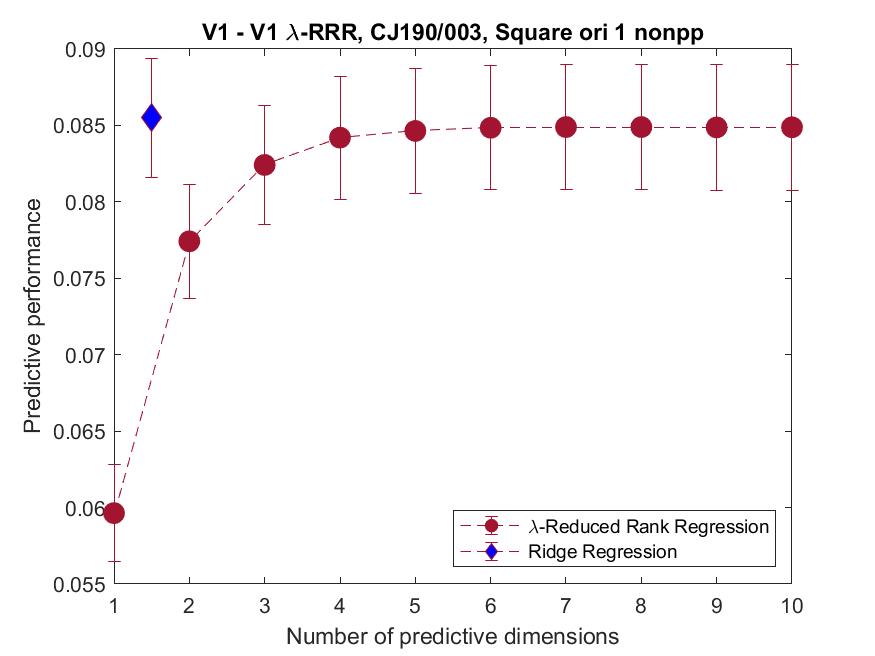 V1 - V1 λ-RRR, CJ190/003, Square ori 1 nonpp
0.09
0.085
0.08
0.075
0.07
0.065
0.06
0.055
Predictive performance
1 2 3 4 5 6 7 8 9 10
Number of predictive dimensions
λ-Reduced Rank Regression
Ridge Regression